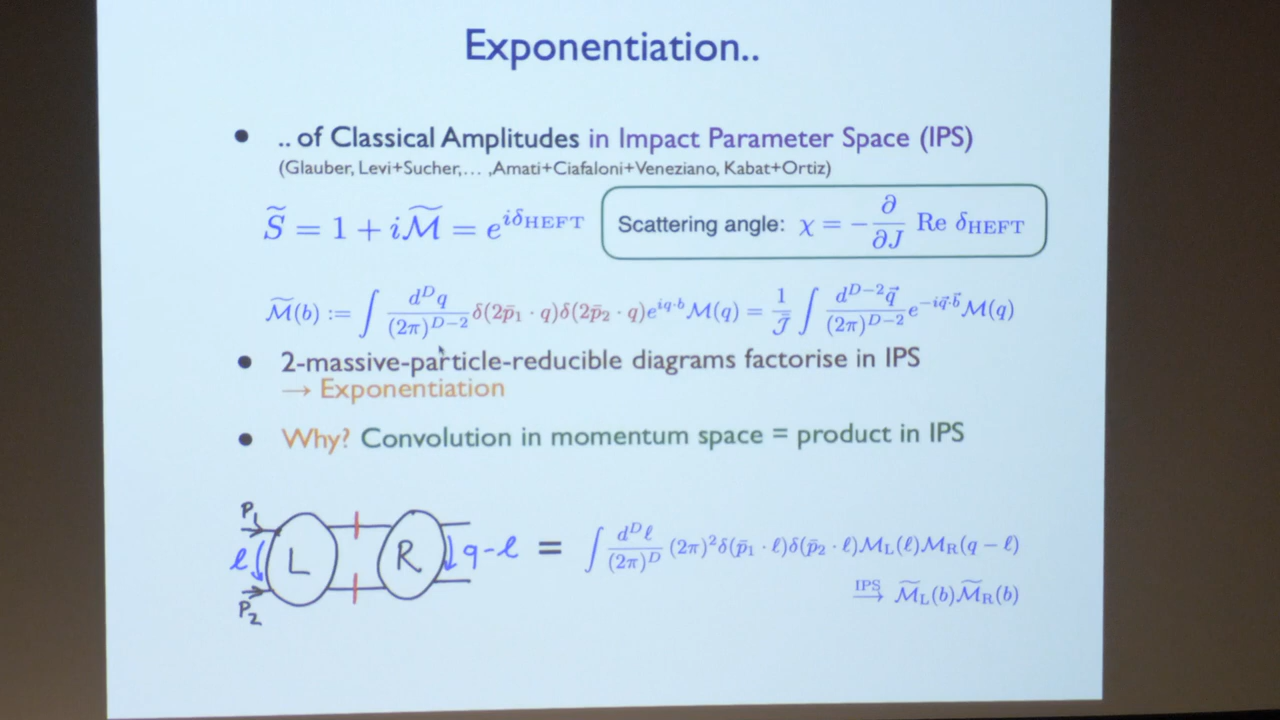 Exponentiation..
• .. of Classical Amplitudes in Impact Parameter Space (IPS)
(Glauber, Levi+Sucher,... ,Amati+Ciafaloni+Veneziano, Kabat+Ortiz)
S̃ = 1 + iM̃ = e^{iδ_HEFT}
Scattering angle: χ = −∂/∂J Re δ_HEFT
M̃(b) := ∫ d^D q/(2π)^{D−2} δ(2p̄₁ · q)δ(2p̄₂ · q)e^{iq·b}M(q) = 1/𝒥 ∫ d^{D−2}q⃗/(2π)^{D−2} e^{−iq⃗·b⃗}M(q)
• 2-massive-particle-reducible diagrams factorise in IPS
→ Exponentiation
• Why? Convolution in momentum space = product in IPS
P₁
ℓ L R q-ℓ = ∫ d^D ℓ/(2π)^D (2π)²δ(p̄₁ · ℓ)δ(p̄₂ · ℓ)M_L(ℓ)M_R(q − ℓ)
P₂
IPS→ M̃_L(b)M̃_R(b)